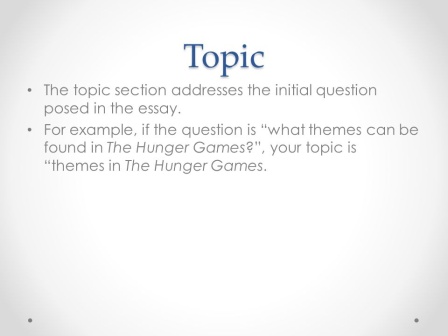 Topic
• The topic section addresses the initial question
posed in the essay.
• For example, if the question is “what themes can be
found in The Hunger Games?”, your topic is
“themes in The Hunger Games.